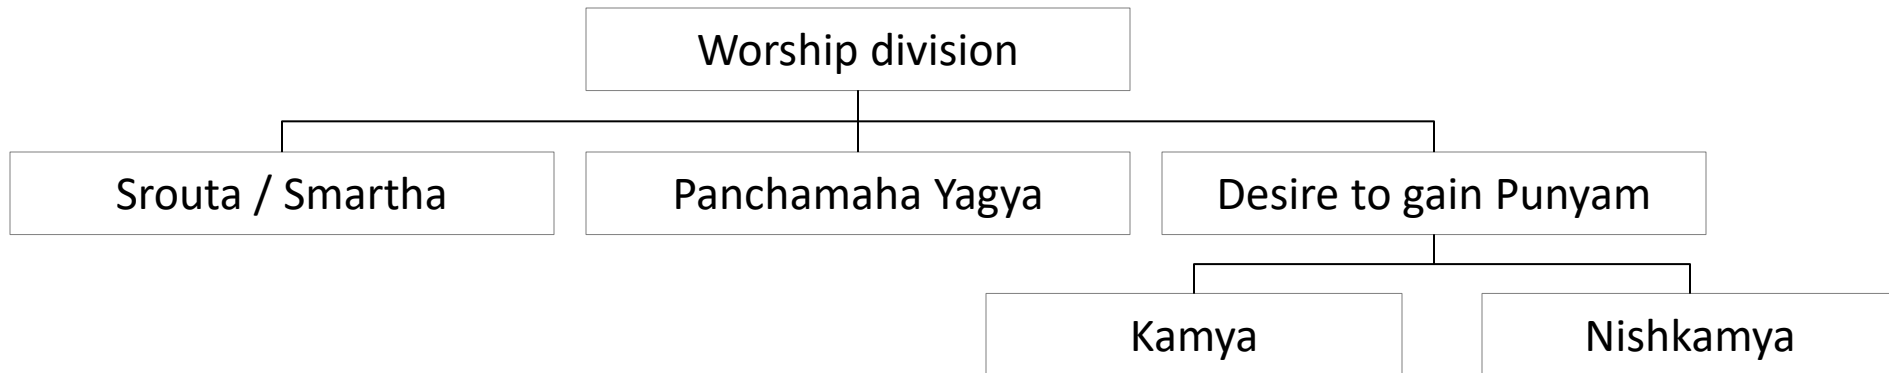 Worship division
Srouta / Smartha
Panchamaha Yagya
Desire to gain Punyam
Kamya
Nishkamya